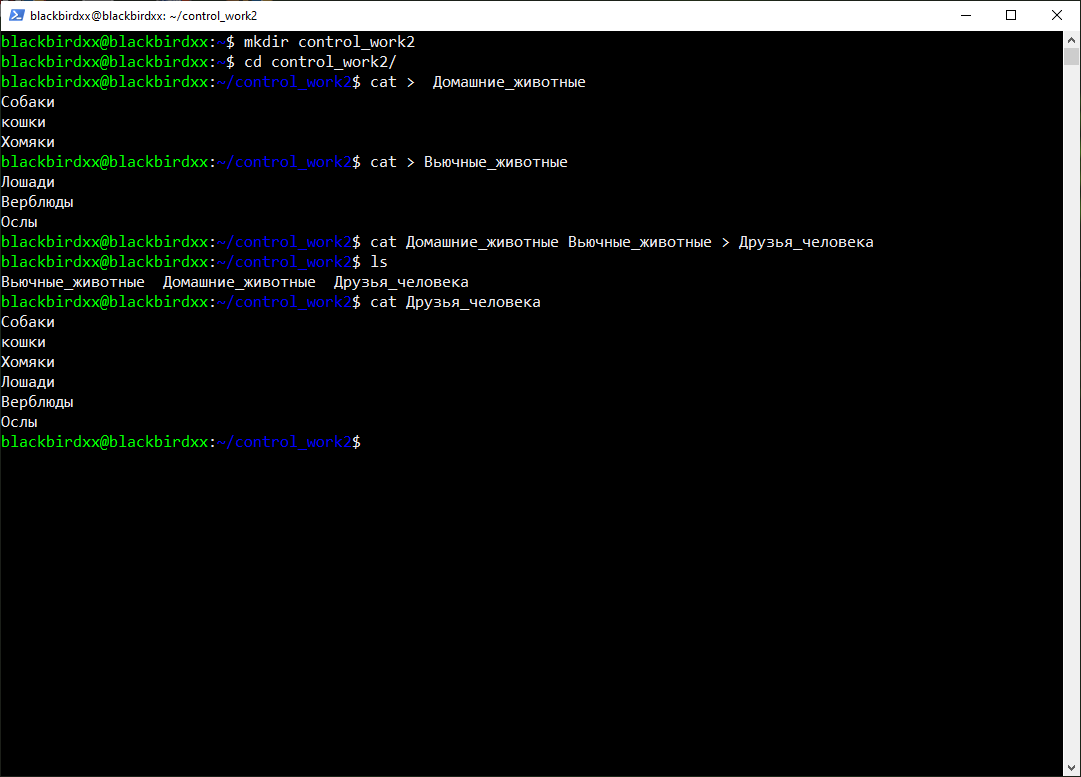 blackbirdxx@blackbirdxx: ~/control_work2
blackbirdxx@blackbirdxx:~$ mkdir control_work2
blackbirdxx@blackbirdxx:~$ cd control_work2/
blackbirdxx@blackbirdxx:~/control_work2$ cat >  Домашние_животные
Собаки
кошки
Хомяки
blackbirdxx@blackbirdxx:~/control_work2$ cat > Вьючные_животные
Лошади
Верблюды
Ослы
blackbirdxx@blackbirdxx:~/control_work2$ cat Домашние_животные Вьючные_животные > Друзья_человека
blackbirdxx@blackbirdxx:~/control_work2$ ls
Вьючные_животные  Домашние_животные  Друзья_человека
blackbirdxx@blackbirdxx:~/control_work2$ cat Друзья_человека
Собаки
кошки
Хомяки
Лошади
Верблюды
Ослы
blackbirdxx@blackbirdxx:~/control_work2$